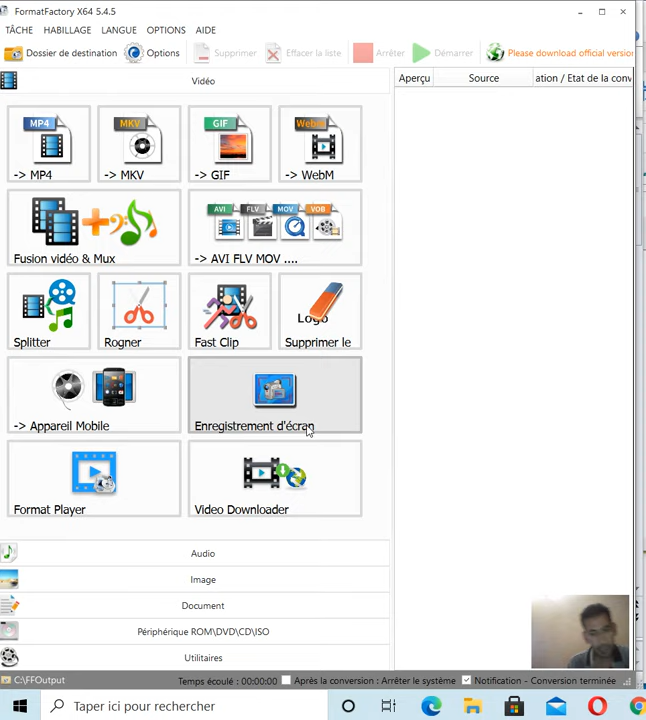 FormatFactory X64 5.4.5
TÂCHE HABILLAGE LANGUE OPTIONS AIDE
Dossier de destination Options Supprimer Effacer la liste Arrêter Démarrer Please download official versior
Vidéo
Aperçu Source ation / Etat de la conv
MP4 MKV GIF WebM
-> MP4 -> MKV -> GIF -> WebM
AVI FLV MOV VOB
Fusion vidéo & Mux -> AVI FLV MOV ....
Logo
Splitter Rogner Fast Clip Supprimer le
-> Appareil Mobile Enregistrement d'écran
Format Player Video Downloader
Audio
Image
Document
Périphérique ROM\DVD\CD\ISO
Utilitaires
C:\FFOutput Temps écoulé : 00:00:00 Après la conversion : Arrêter le système Notification - Conversion terminée
Taper ici pour rechercher